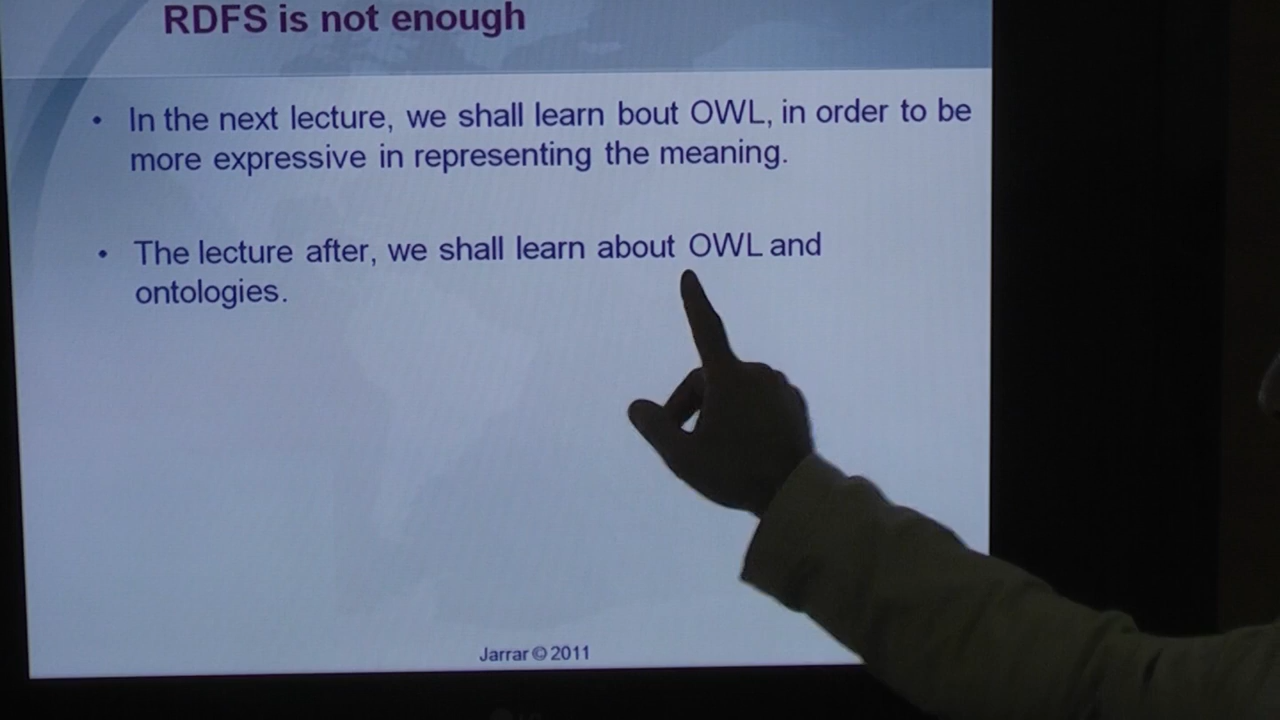 RDFS is not enough
• In the next lecture, we shall learn bout OWL, in order to be
more expressive in representing the meaning.
• The lecture after, we shall learn about OWL and
ontologies.
Jarrar © 2011